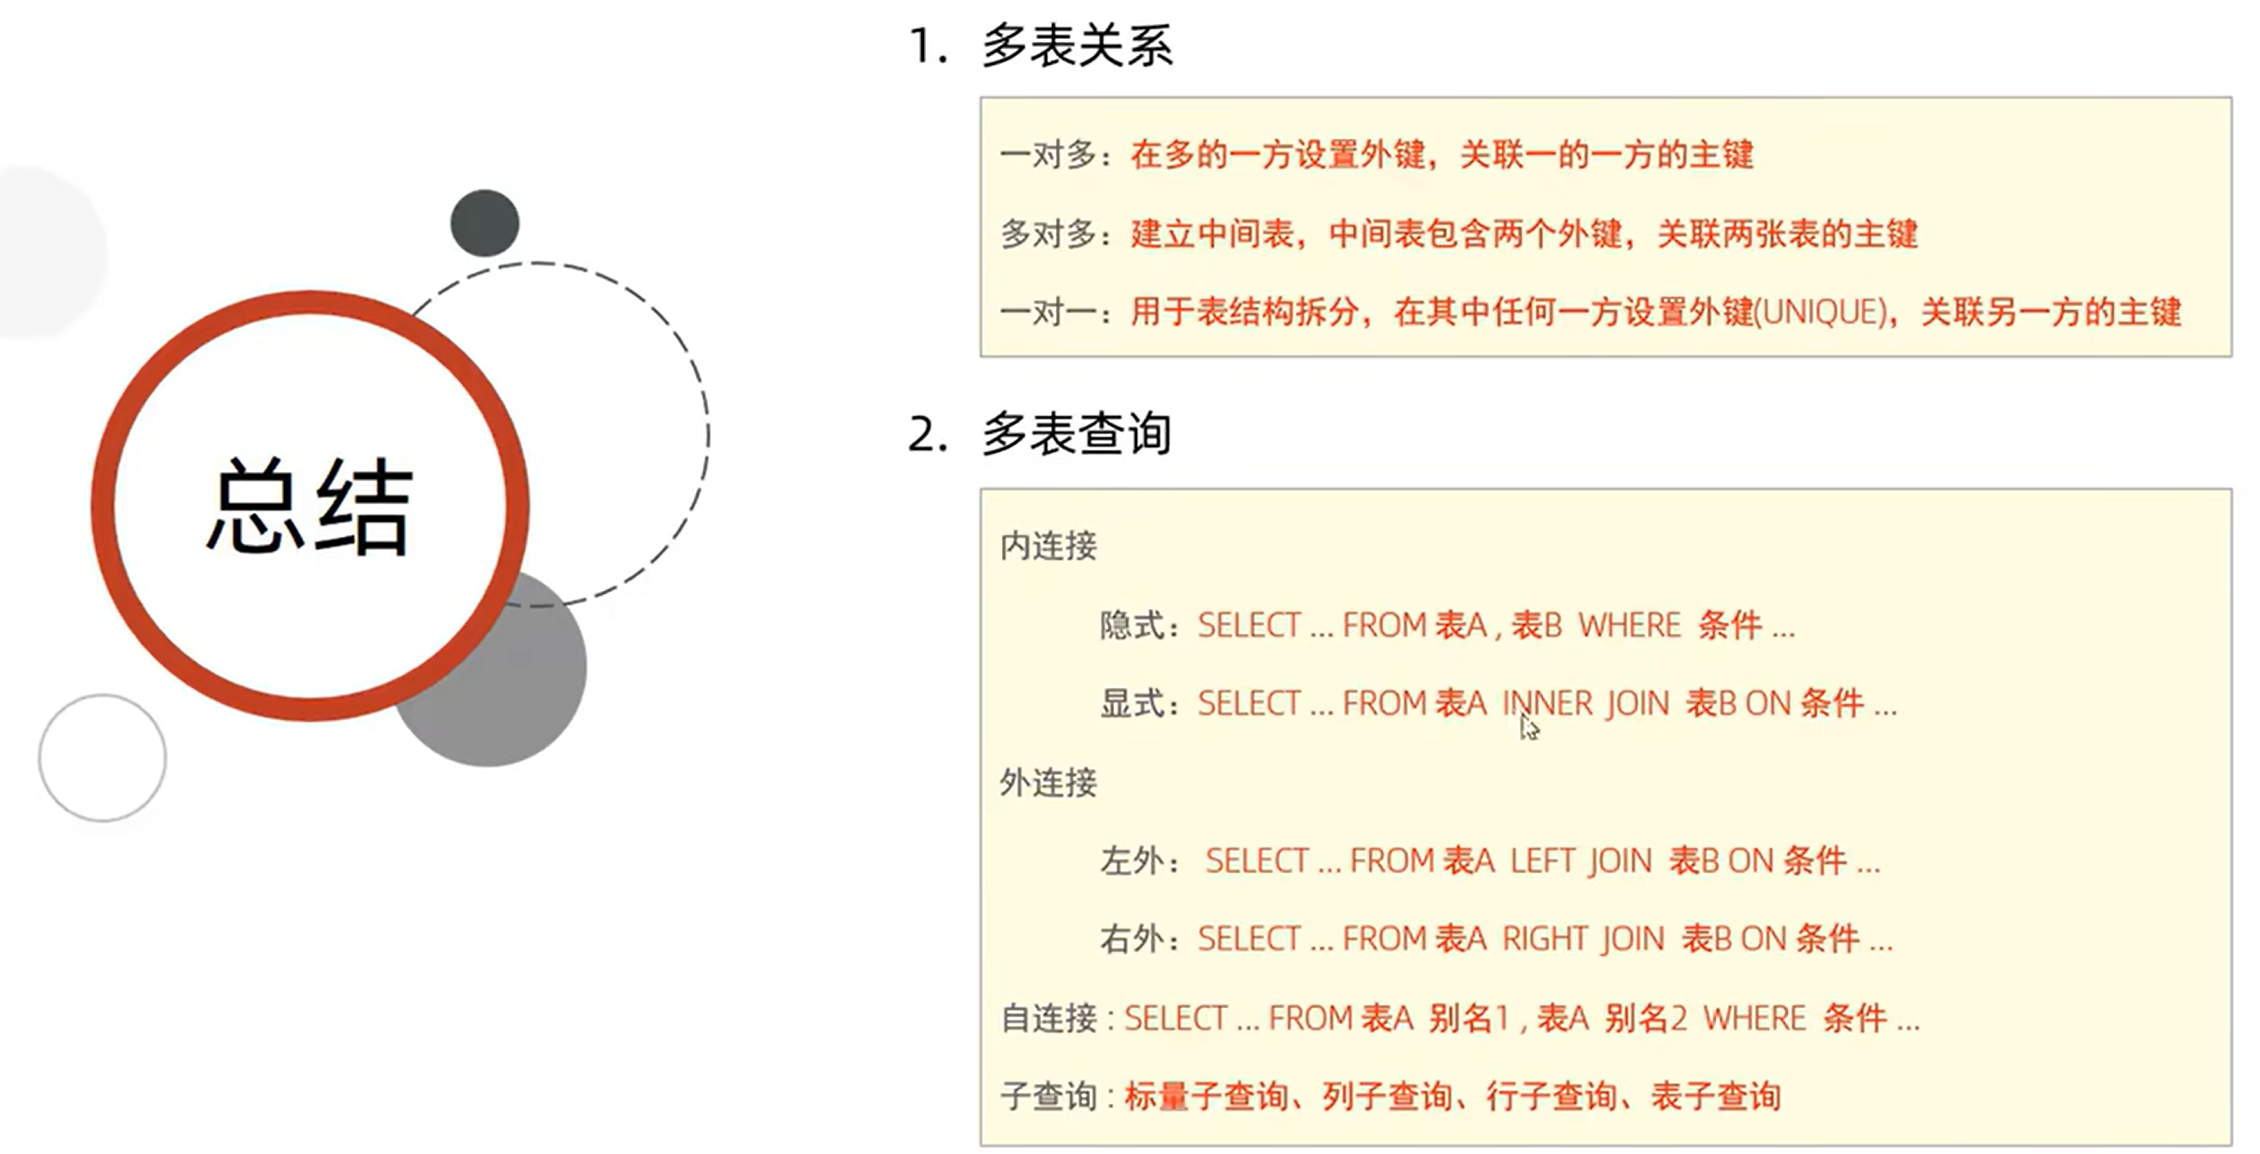 总结
1. 多表关系
一对多：在多的一方设置外键，关联一的一方的主键
多对多：建立中间表，中间表包含两个外键，关联两张表的主键
一对一：用于表结构拆分，在其中任何一方设置外键(UNIQUE)，关联另一方的主键
2. 多表查询
内连接
隐式：SELECT ... FROM 表A , 表B WHERE 条件 ...
显式：SELECT ... FROM 表A INNER JOIN 表B ON 条件 ...
外连接
左外： SELECT ... FROM 表A LEFT JOIN 表B ON 条件 ...
右外：SELECT ... FROM 表A RIGHT JOIN 表B ON 条件 ...
自连接 : SELECT ... FROM 表A 别名1 , 表A 别名2 WHERE 条件 ...
子查询 : 标量子查询、列子查询、行子查询、表子查询